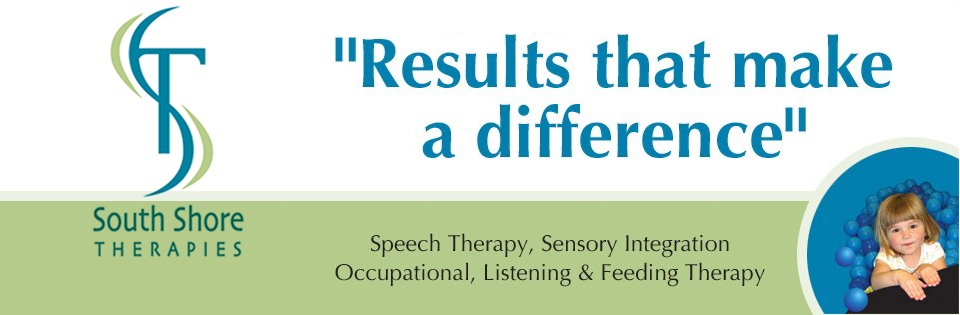 "Results that make
a difference"
South Shore
THERAPIES
Speech Therapy, Sensory Integration
Occupational, Listening & Feeding Therapy